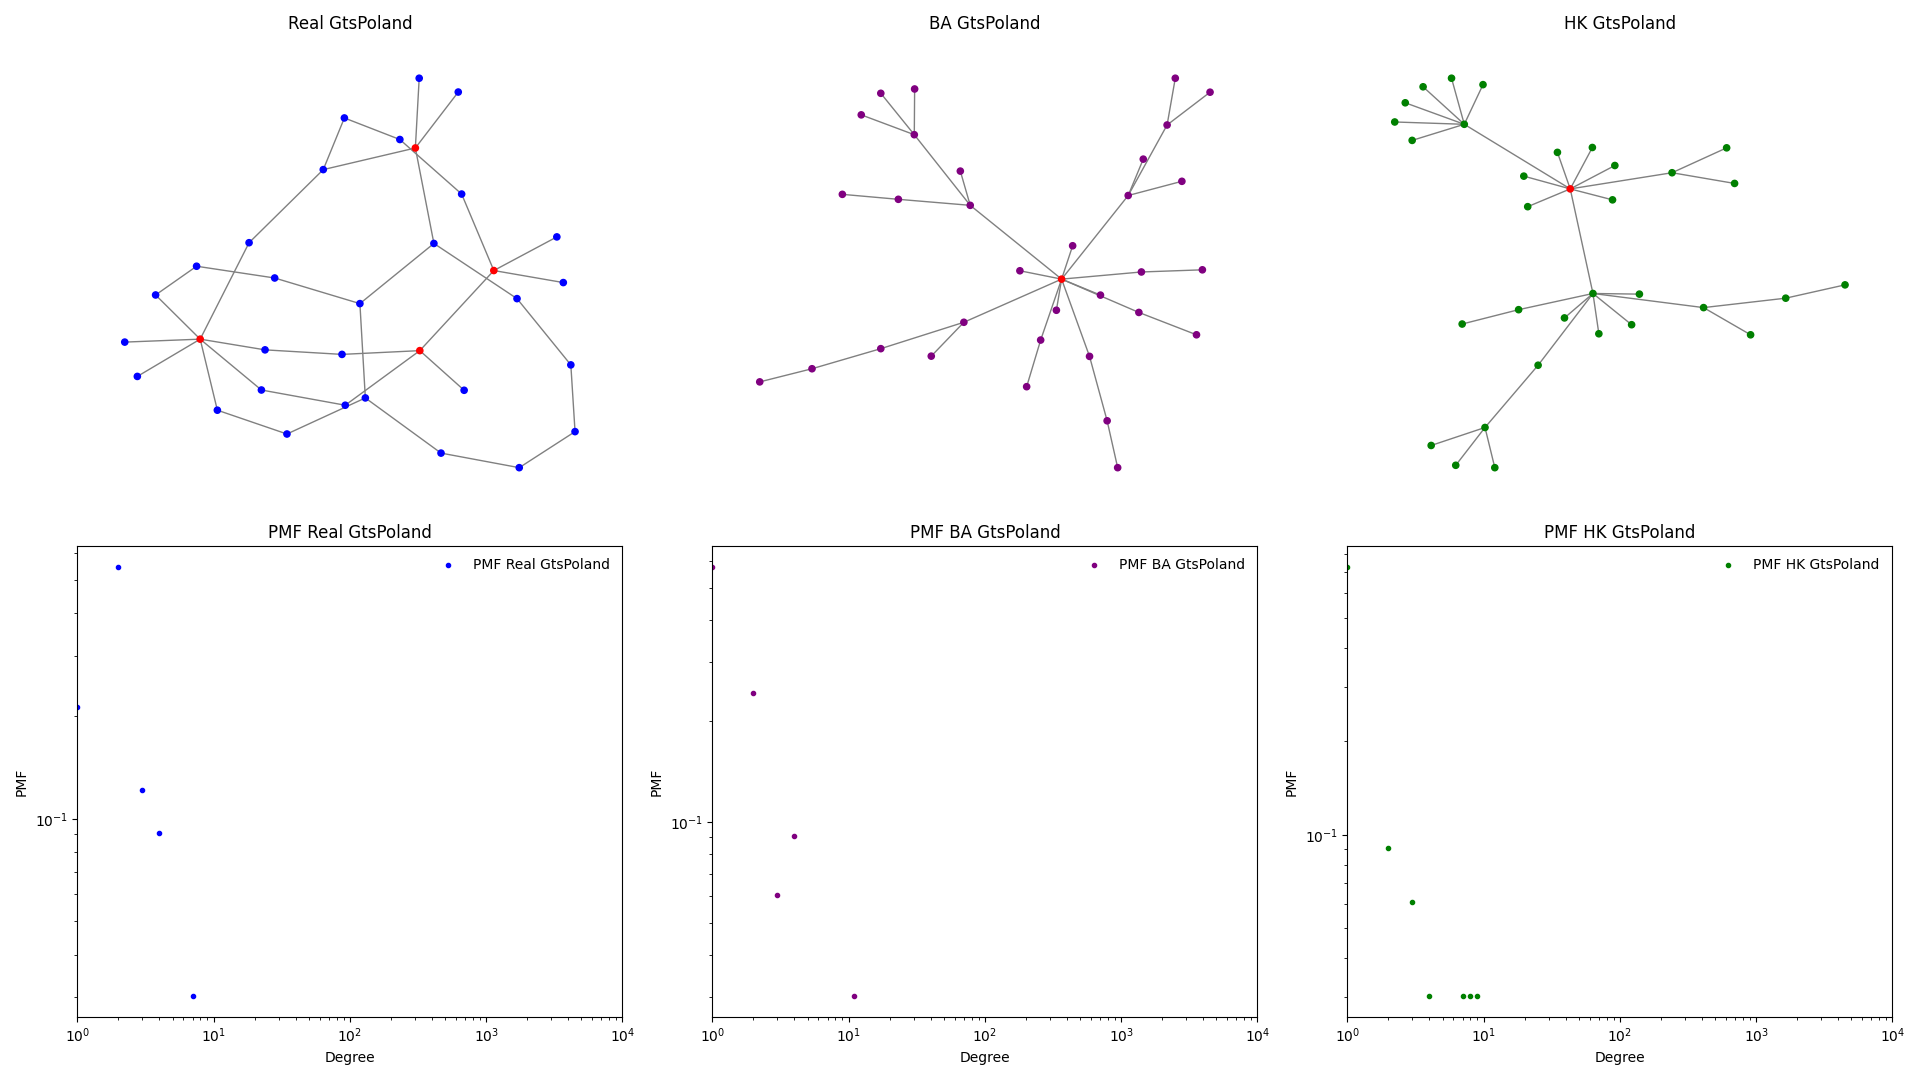 Real GtsPoland
BA GtsPoland
HK GtsPoland
PMF Real GtsPoland
PMF Real GtsPoland
PMF
10⁻¹
10⁰ 10¹ 10² 10³ 10⁴
Degree
PMF BA GtsPoland
PMF BA GtsPoland
PMF
10⁻¹
10⁰ 10¹ 10² 10³ 10⁴
Degree
PMF HK GtsPoland
PMF HK GtsPoland
PMF
10⁻¹
10⁰ 10¹ 10² 10³ 10⁴
Degree